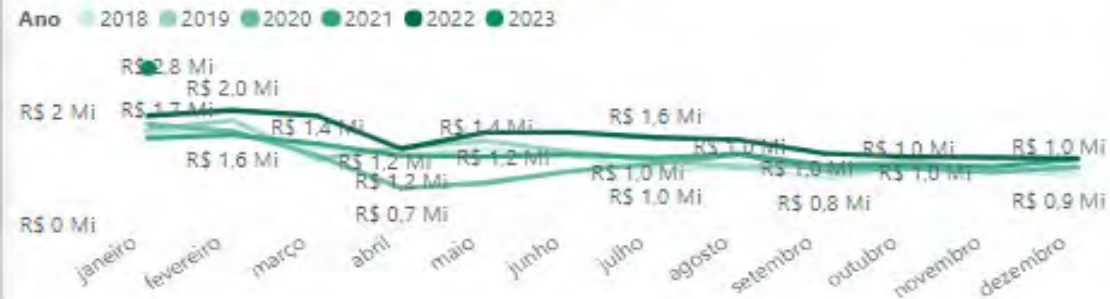 Ano 2018 2019 2020 2021 2022 2023
R$ 2,8 Mi
R$ 2,0 Mi
R$ 2 Mi
R$ 1,7 Mi
R$ 1,6 Mi
R$ 1,4 Mi
R$ 1,4 Mi
R$ 1,0 Mi
R$ 1,0 Mi
R$ 1,0 Mi
R$ 1,6 Mi
R$ 1,2 Mi
R$ 1,2 Mi
R$ 1,0 Mi
R$ 1,0 Mi
R$ 1,0 Mi
R$ 1,2 Mi
R$ 1,0 Mi
R$ 0,8 Mi
R$ 0,9 Mi
R$ 0,7 Mi
R$ 0 Mi
janeiro
fevereiro
março
abril
maio
junho
julho
agosto
setembro
outubro
novembro
dezembro